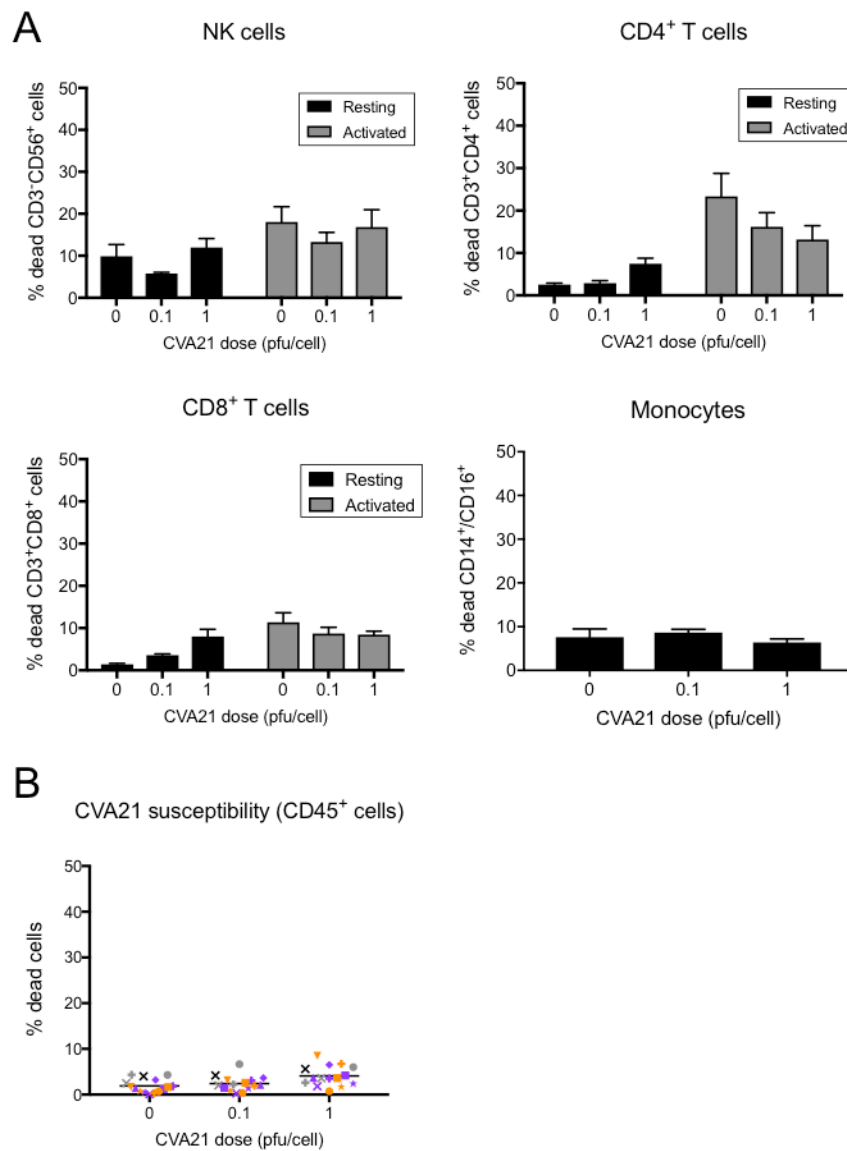 A
NK cells
% dead CD3⁻CD56⁺ cells
50
40
30
20
10
0
Resting
Activated
0 0.1 1 0 0.1 1
CVA21 dose (pfu/cell)
CD4⁺ T cells
% dead CD3⁺CD4⁺ cells
50
40
30
20
10
0
Resting
Activated
0 0.1 1 0 0.1 1
CVA21 dose (pfu/cell)
CD8⁺ T cells
% dead CD3⁺CD8⁺ cells
50
40
30
20
10
0
Resting
Activated
0 0.1 1 0 0.1 1
CVA21 dose (pfu/cell)
Monocytes
% dead CD14⁺/CD16⁺
50
40
30
20
10
0
0 0.1 1
CVA21 dose (pfu/cell)
B
CVA21 susceptibility (CD45⁺ cells)
% dead cells
50
40
30
20
10
0
0 0.1 1
CVA21 dose (pfu/cell)